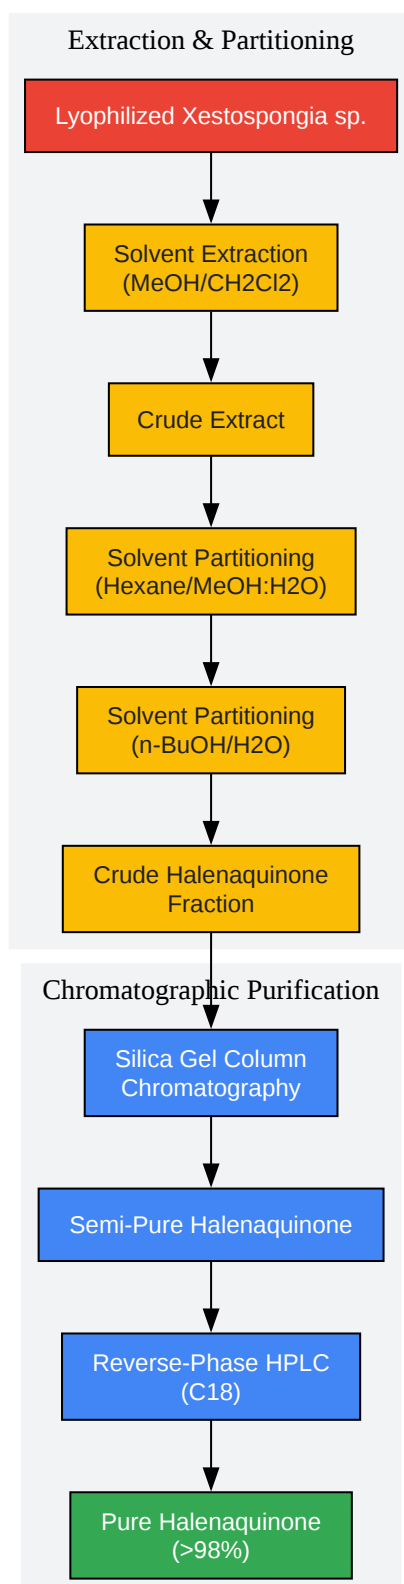 Extraction & Partitioning
Lyophilized Xestospongia sp.
Solvent Extraction
(MeOH/CH2Cl2)
Crude Extract
Solvent Partitioning
(Hexane/MeOH:H2O)
Solvent Partitioning
(n-BuOH/H2O)
Crude Halenaquinone
Fraction
Chromatographic Purification
Silica Gel Column
Chromatography
Semi-Pure Halenaquinone
Reverse-Phase HPLC
(C18)
Pure Halenaquinone
(>98%)